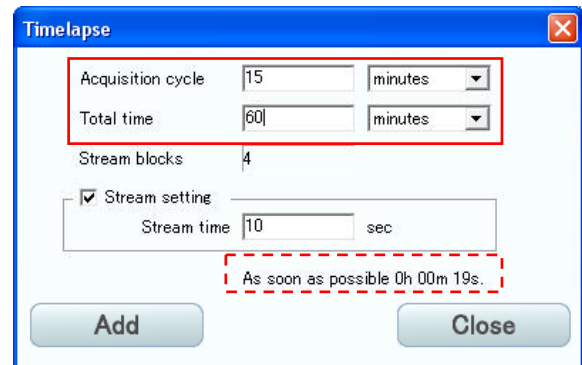 Timelapse
Acquisition cycle 15 minutes
Total time 60 minutes
Stream blocks 4
Stream setting
Stream time 10 sec
As soon as possible 0h 00m 19s.
Add Close